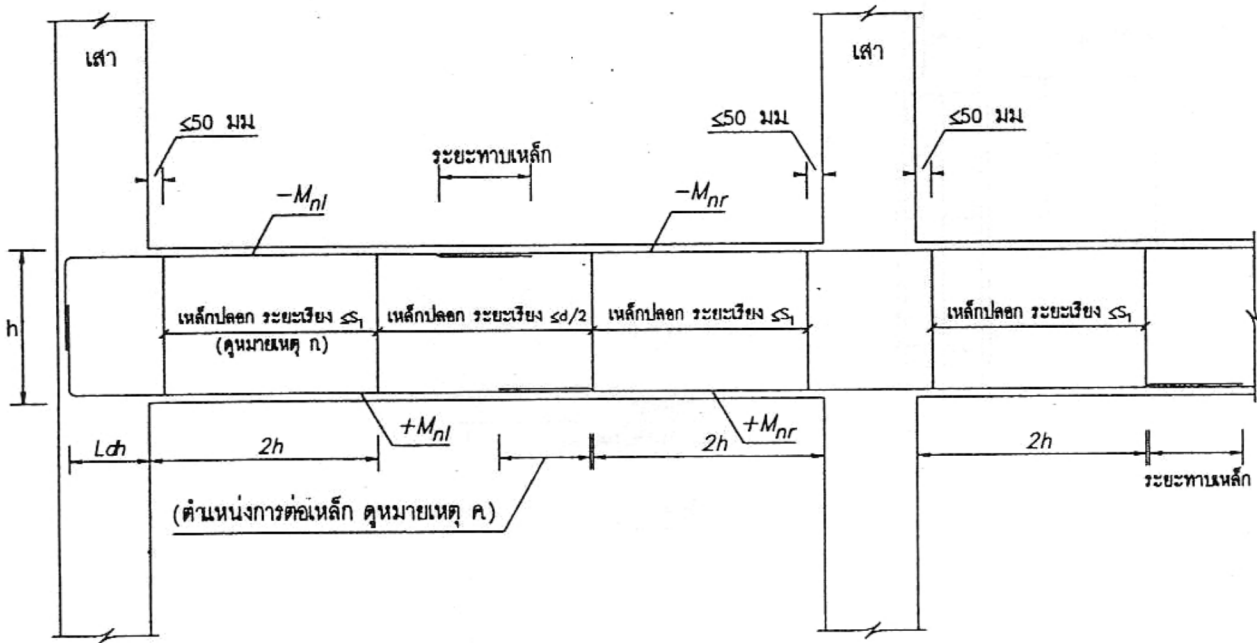 เสา
เสา
≤50 มม
≤50 มม
≤50 มม
ระยะทาบเหล็ก
-Mnl
-Mnr
h
เหล็กปลอก ระยะเรียง ≤S1
(ดูหมายเหตุ ก)
เหล็กปลอก ระยะเรียง ≤d/2
เหล็กปลอก ระยะเรียง ≤S1
เหล็กปลอก ระยะเรียง ≤S1
+Mnl
+Mnr
Ldh
2h
2h
2h
ระยะทาบเหล็ก
(ตำแหน่งการต่อเหล็ก ดูหมายเหตุ ค)